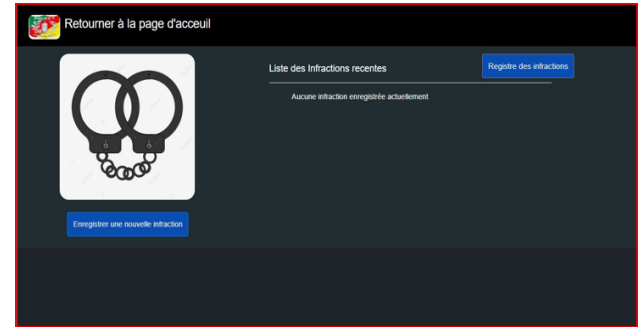 Retourner à la page d'acceuil
Liste des Infractions recentes
Registre des infractions
Aucune infraction enregistrée actuellement
Enregistrer une nouvelle infraction